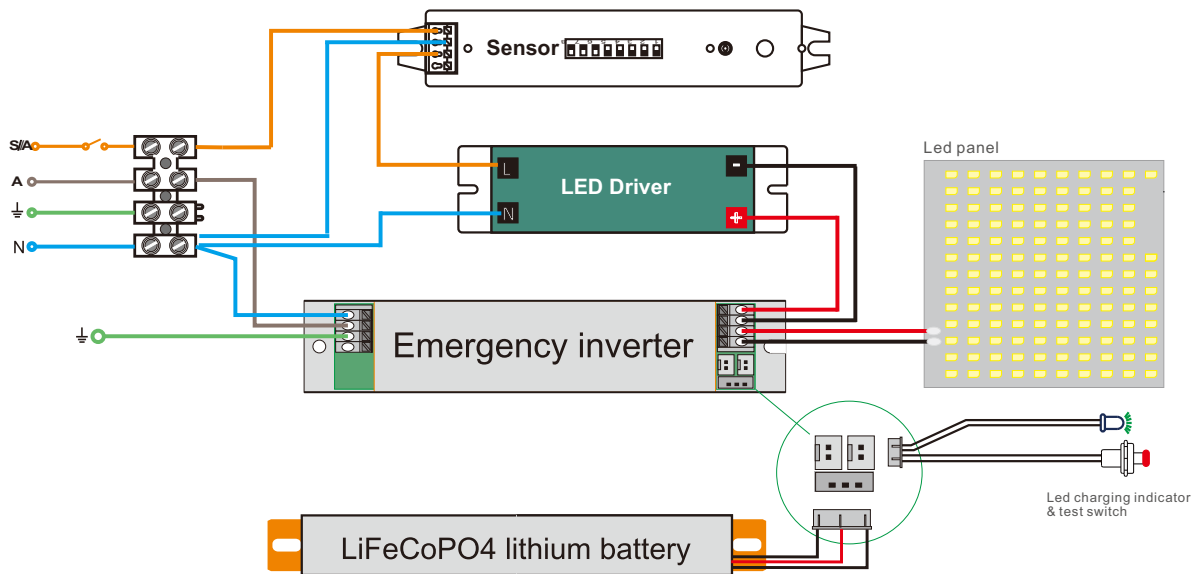 Sensor
S/A
Led panel
L
-
A
LED Driver
N
+
N
Emergency inverter
Led charging indicator
& test switch
LiFeCoPO4 lithium battery